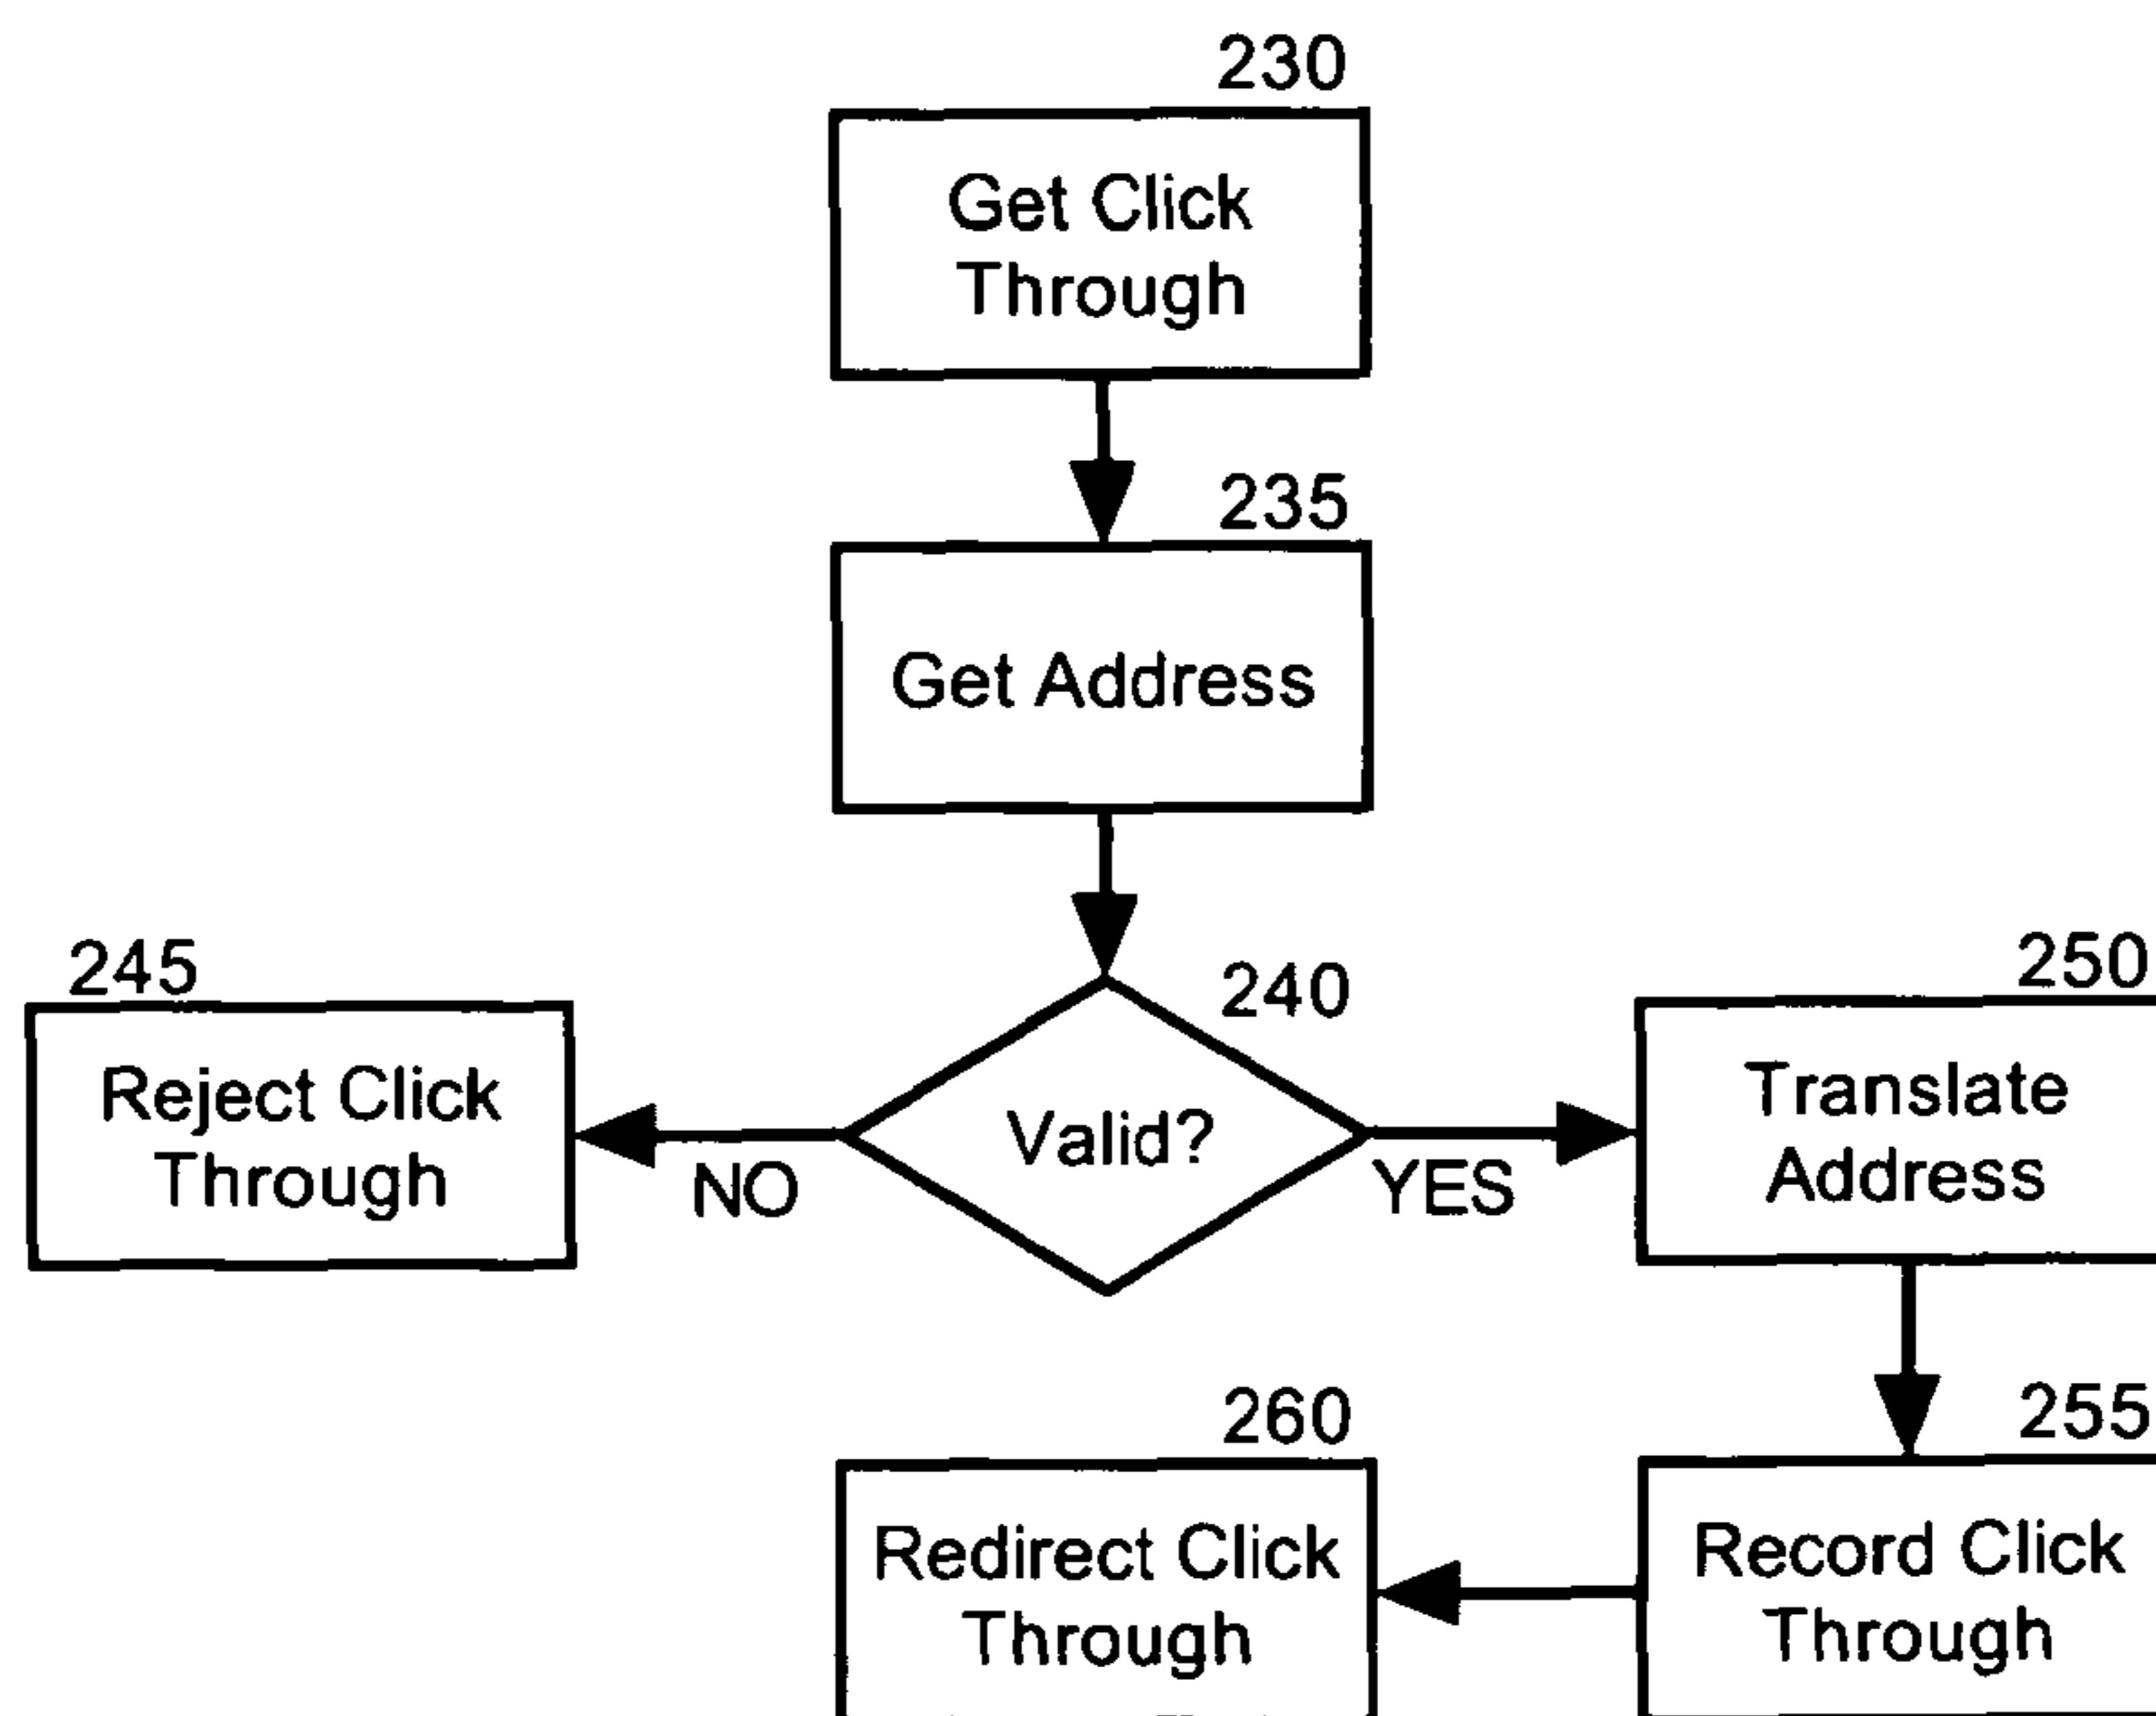 230
Get Click
Through
235
Get Address
245
Reject Click
Through
240
Valid?
NO
YES
250
Translate
Address
260
Redirect Click
Through
255
Record Click
Through